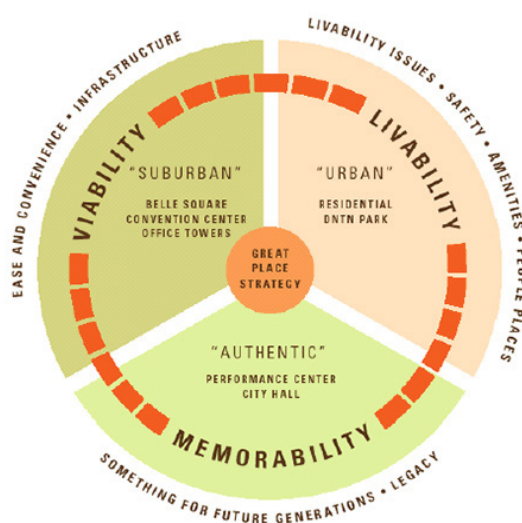 EASE AND CONVENIENCE • INFRASTRUCTURE
LIVABILITY ISSUES • SAFETY • AMENITIES • PEOPLE PLACES
VIABILITY
LIVABILITY
"SUBURBAN"
BELLE SQUARE
CONVENTION CENTER
OFFICE TOWERS
"URBAN"
RESIDENTIAL
DNTN PARK
GREAT
PLACE
STRATEGY
"AUTHENTIC"
PERFORMANCE CENTER
CITY HALL
MEMORABILITY
SOMETHING FOR FUTURE GENERATIONS • LEGACY